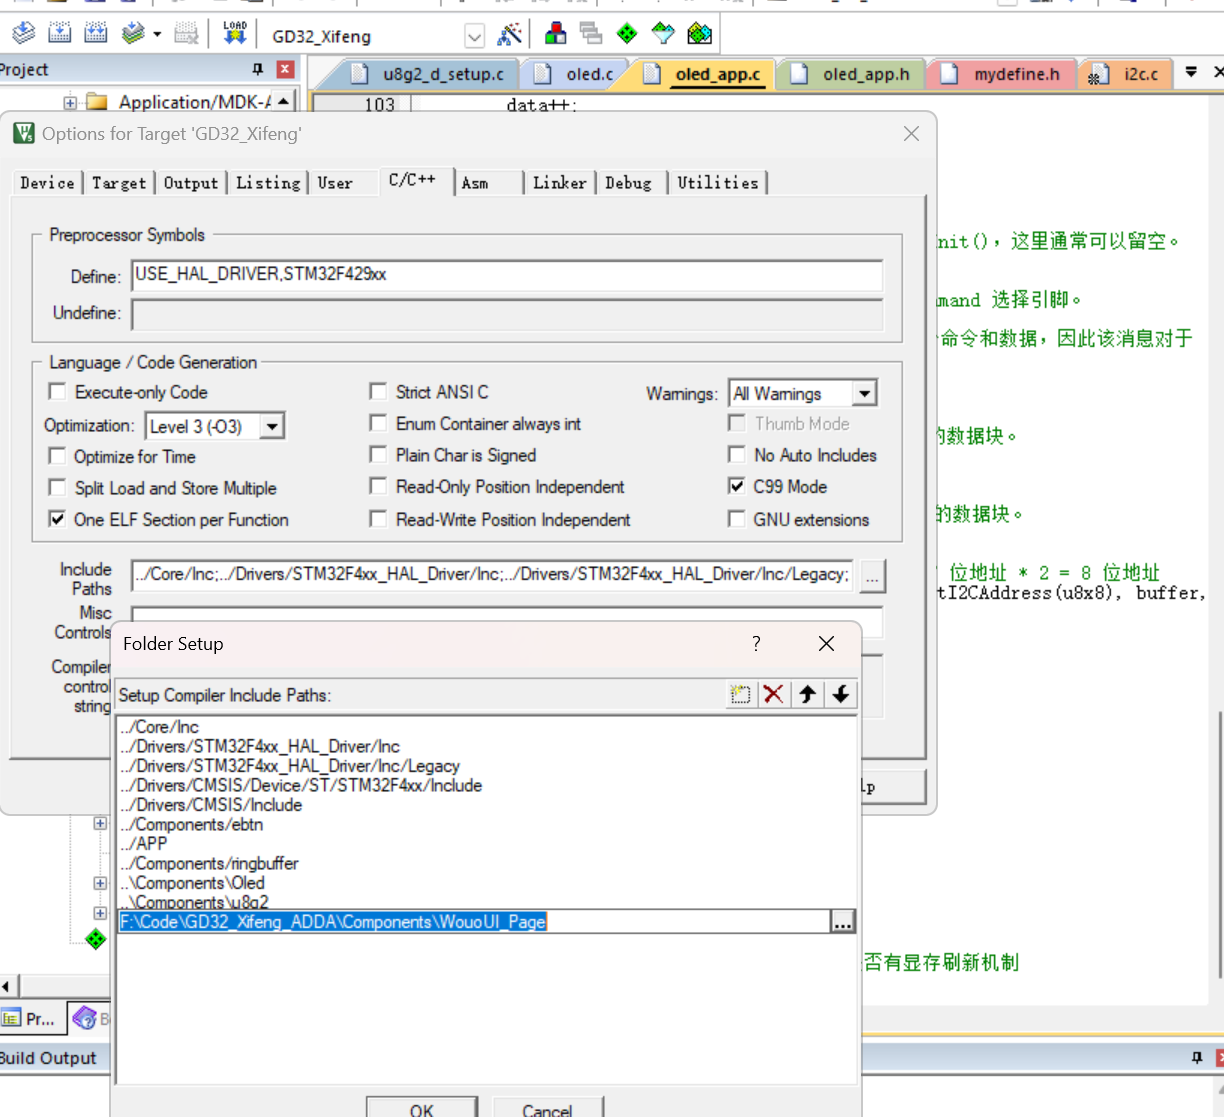 LOAD
GD32_Xifeng
Project
u8g2_d_setup.c
oled.c
oled_app.c
oled_app.h
mydefine.h
i2c.c
Application/MDK-A
103
data++;
Options for Target 'GD32_Xifeng'
Device
Target
Output
Listing
User
C/C++
Asm
Linker
Debug
Utilities
Preprocessor Symbols
Define:
USE_HAL_DRIVER,STM32F429xx
Undefine:
nit(), 这里通常可以留空。
mand 选择引脚。
命令和数据，因此该消息对于
Language / Code Generation
Execute-only Code
Strict ANSI C
Warnings:
All Warnings
Optimization:
Level 3 (-O3)
Enum Container always int
Thumb Mode
的数据块。
Optimize for Time
Plain Char is Signed
No Auto Includes
Split Load and Store Multiple
Read-Only Position Independent
C99 Mode
One ELF Section per Function
Read-Write Position Independent
GNU extensions
的数据块。
Include
Paths
../Core/Inc;../Drivers/STM32F4xx_HAL_Driver/Inc;../Drivers/STM32F4xx_HAL_Driver/Inc/Legacy;
...
位地址 * 2 = 8 位地址
tI2CAddress(u8x8), buffer,
Misc
Controls
Compiler
control
string
Folder Setup
?
Setup Compiler Include Paths:
../Core/Inc
../Drivers/STM32F4xx_HAL_Driver/Inc
../Drivers/STM32F4xx_HAL_Driver/Inc/Legacy
../Drivers/CMSIS/Device/ST/STM32F4xx/Include
../Drivers/CMSIS/Include
../Components/ebtn
../APP
../Components/ringbuffer
..\Components\Oled
..\Components\u8g2
F:\Code\GD32_Xifeng_ADDA\Components\WouoUI_Page
...
lp
否有显存刷新机制
Pr...
B
Build Output
OK
Cancel